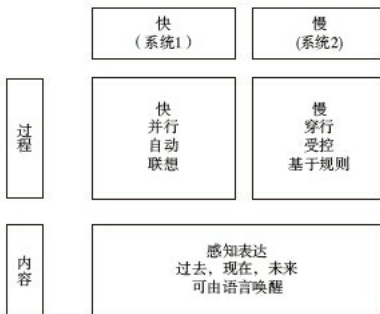 快
（系统1）
慢
(系统2)
过程
快
并行
自动
联想
慢
穿行
受控
基于规则
内容
感知表达
过去，现在，未来
可由语言唤醒